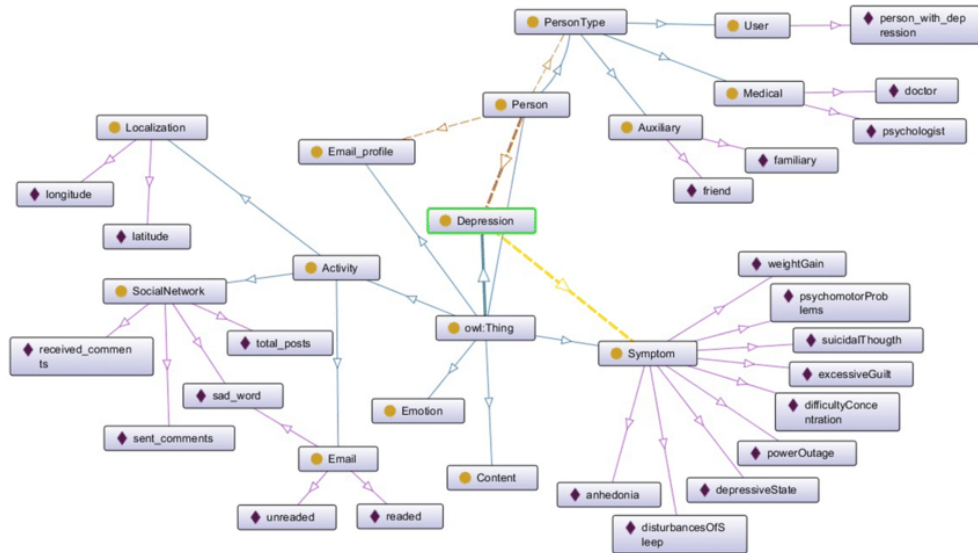 PersonType
User
person_with_dep
ression
Medical
doctor
psychologist
Person
Auxiliary
familiary
friend
Localization
Email_profile
longitude
latitude
Depression
Activity
SocialNetwork
weightGain
psychomotorProb
lems
suicidalThougth
excessiveGuilt
difficultyConce
ntration
powerOutage
depressiveState
disturbancesOfS
leep
anhedonia
Symptom
owl:Thing
received_comme
nts
total_posts
sad_word
sent_comments
Emotion
Email
Content
unreaded
readed